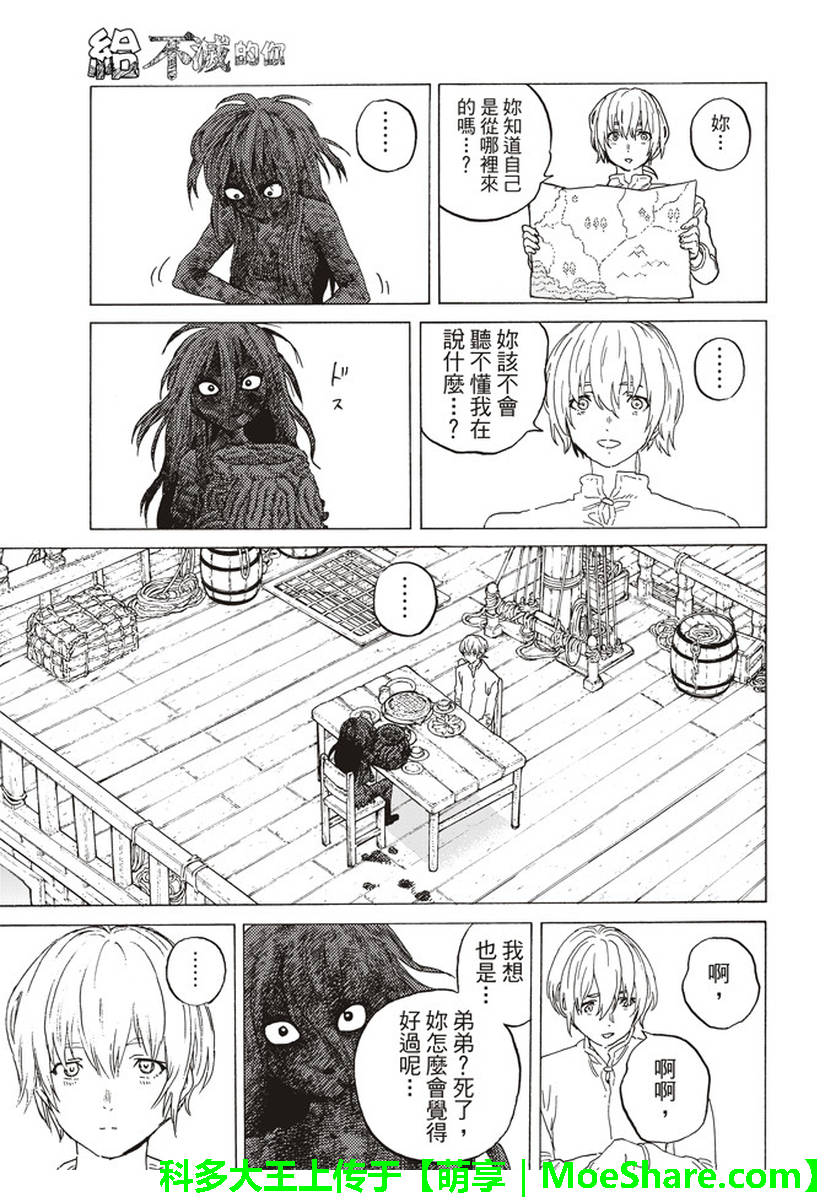 給不滅的你
妳…
妳知道自己
是從哪裡來
的嗎…?
……
……
妳該不會
聽不懂我在
說什麼…?
ドス
……
啊，
啊啊，
我想
也是…
弟弟?死了，
妳怎麼會覺得
好過呢…
……
科多大王上传于【萌享】|MoeShare.com】